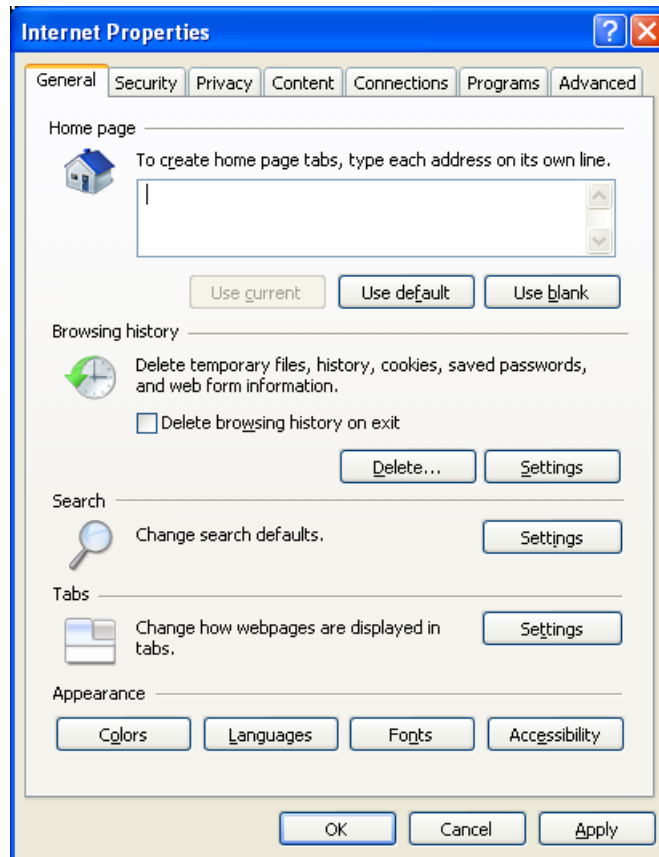 Internet Properties
General Security Privacy Content Connections Programs Advanced
Home page
To create home page tabs, type each address on its own line.
Use current Use default Use blank
Browsing history
Delete temporary files, history, cookies, saved passwords,
and web form information.
Delete browsing history on exit
Delete... Settings
Search
Change search defaults. Settings
Tabs
Change how webpages are displayed in
tabs.
Settings
Appearance
Colors Languages Fonts Accessibility
OK Cancel Apply